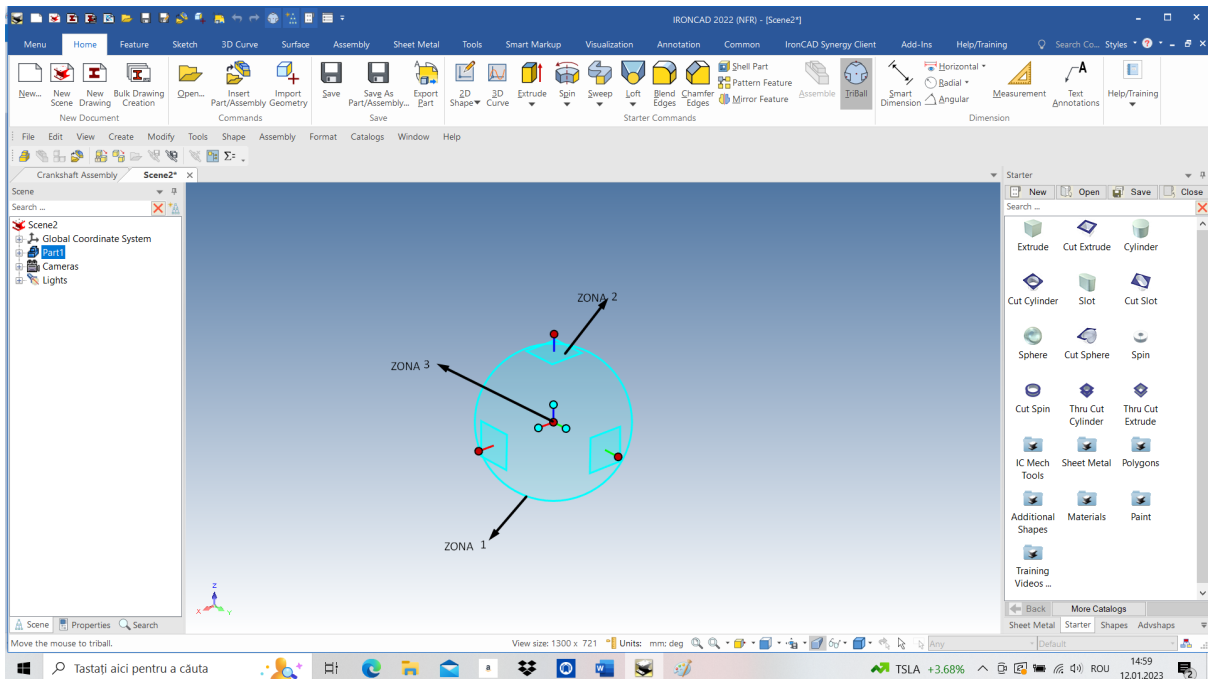 IRONCAD 2022 (NFR) - [Scene2*]
Menu Home Feature Sketch 3D Curve Surface Assembly Sheet Metal Tools Smart Markup Visualization Annotation Common IronCAD Synergy Client Add-Ins Help/Training Search Co... Styles
New... New Scene New Drawing Bulk Drawing Creation
New Document
Open... Insert Part/Assembly Import Geometry
Commands
Save Save As Part/Assembly... Export Part
Save
2D Shape 3D Curve Extrude Spin Sweep Loft Blend Edges Chamfer Edges Shell Part Pattern Feature Mirror Feature Assemble TriBall
Starter Commands
Smart Dimension Horizontal Radial Angular Measurement Text Annotations
Dimension
Help/Training
File Edit View Create Modify Tools Shape Assembly Format Catalogs Window Help
Σ=
Crankshaft Assembly Scene2* X
Scene
Search ...
Scene2
Global Coordinate System
Part1
Cameras
Lights
ZONA 2
ZONA 3
ZONA 1
Z
X Y
Starter
New Open Save Close
Search ...
Extrude Cut Extrude Cylinder
Cut Cylinder Slot Cut Slot
Sphere Cut Sphere Spin
Cut Spin Thru Cut Cylinder Thru Cut Extrude
IC Mech Tools Sheet Metal Polygons
Additional Shapes Materials Paint
Training Videos ...
Back More Catalogs
Sheet Metal Starter Shapes Advshaps
Scene Properties Search
Move the mouse to triball. View size: 1300 x 721 Units: mm; deg Any Default
Tastați aici pentru a căuta a TSLA +3.68% ROU 14:59
12.01.2023 2